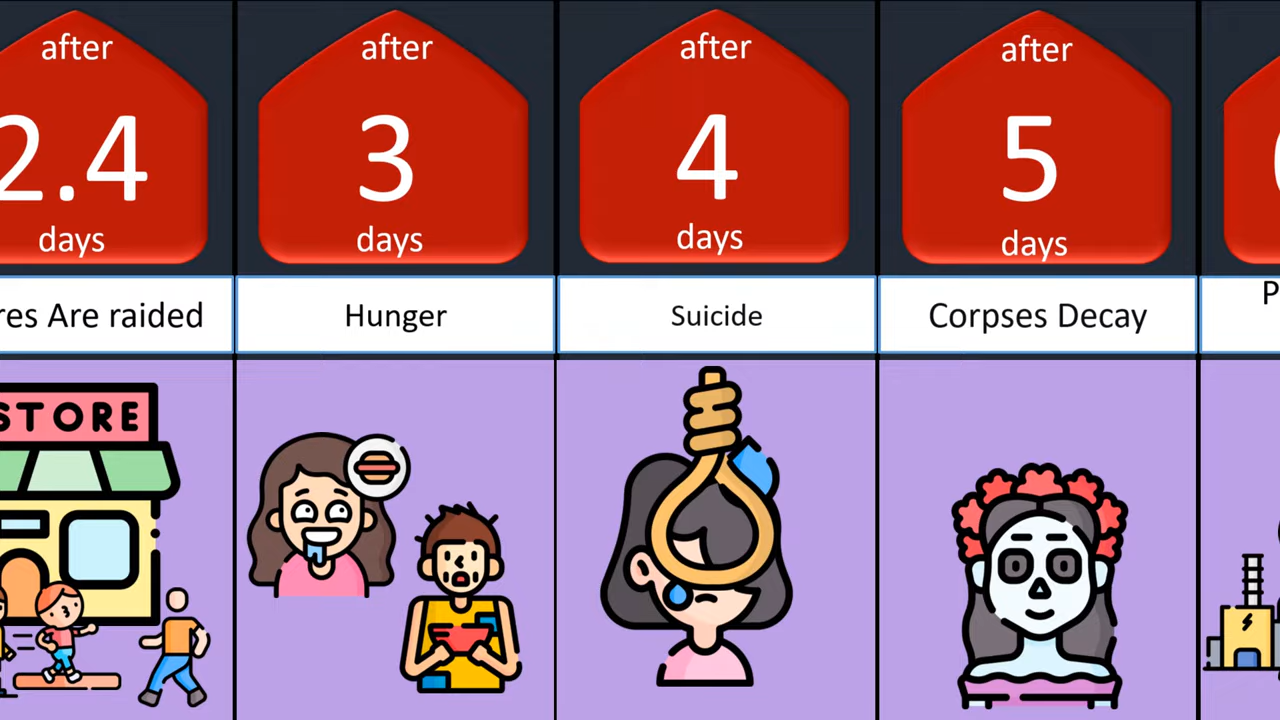 after
2.4
days
res Are raided
STORE
after
3
days
Hunger
after
4
days
Suicide
after
5
days
Corpses Decay
P